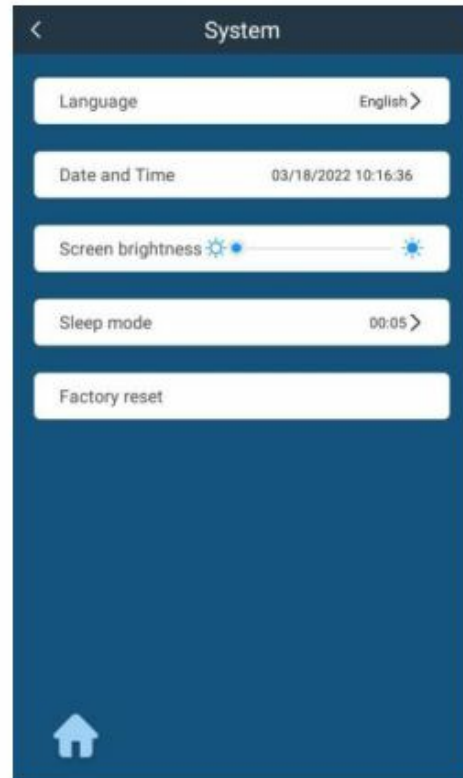 System
Language English
Date and Time 03/18/2022 10:16:36
Screen brightness
Sleep mode 00:05
Factory reset